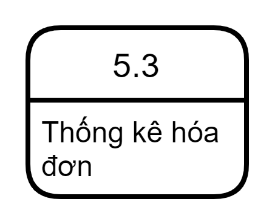 5.3
Thống kê hóa
đơn